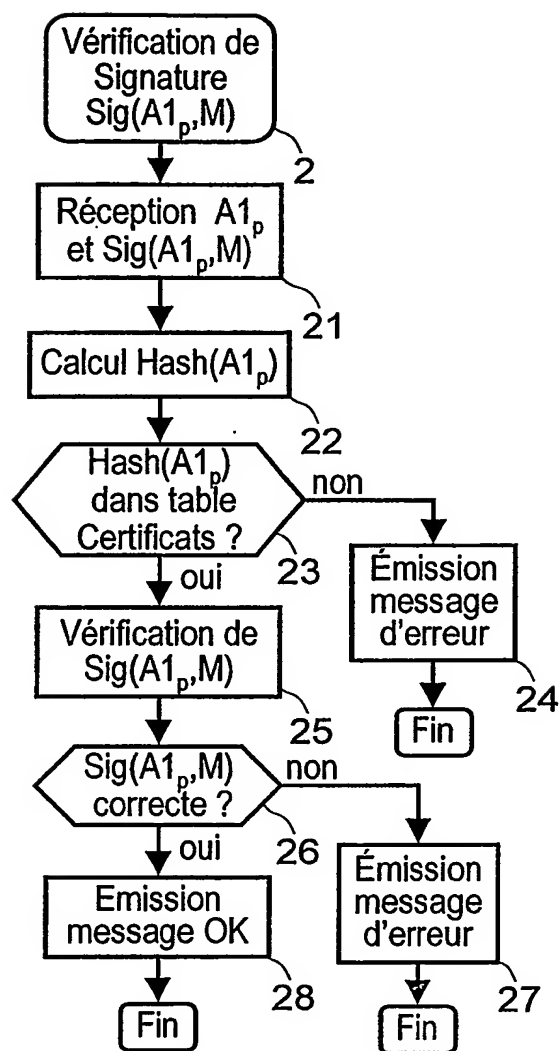 Vérification de
Signature
Sig(A1p,M)
2
Réception A1p
et Sig(A1p,M)
21
Calcul Hash(A1p)
22
Hash(A1p)
dans table
Certificats ?
23
non
oui
Émission
message
d'erreur
24
Fin
Vérification de
Sig(A1p,M)
25
Sig(A1p,M)
correcte ?
26
non
oui
Émission
message
d'erreur
27
Fin
Emission
message OK
28
Fin